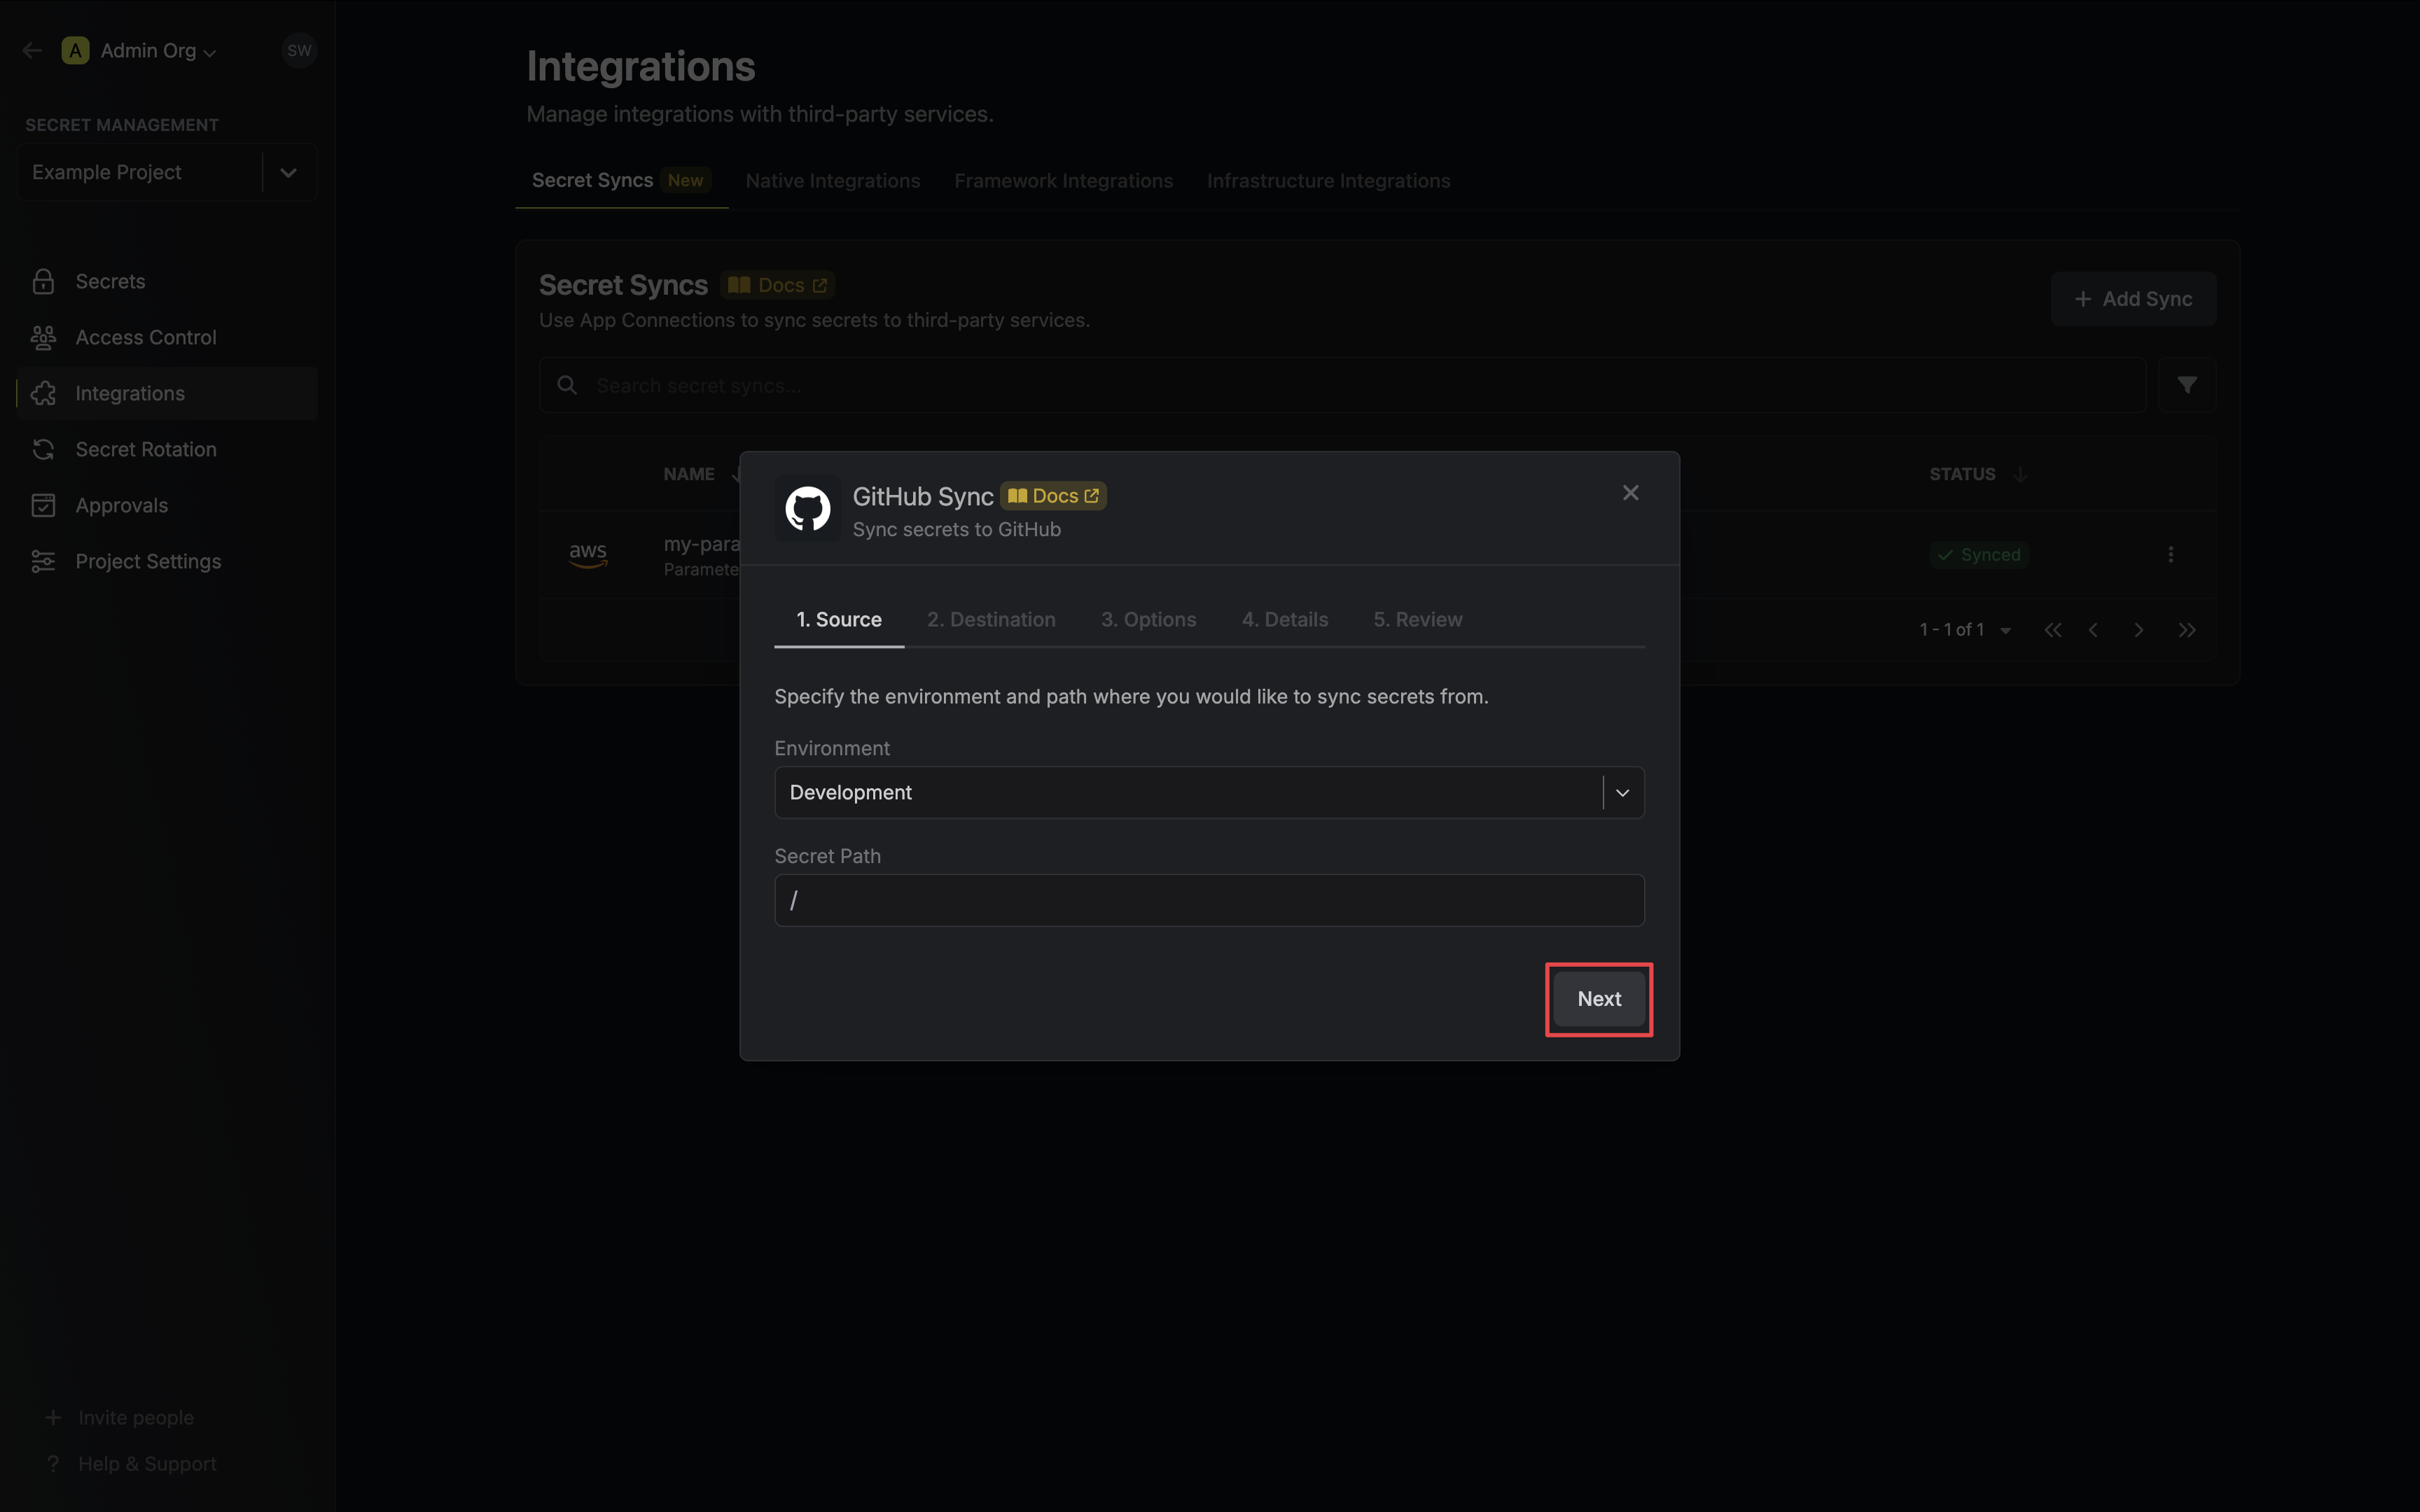 A Admin Org
SW
SECRET MANAGEMENT
Example Project
Secrets
Access Control
Integrations
Secret Rotation
Approvals
Project Settings
Invite people
? Help & Support
Integrations
Manage integrations with third-party services.
Secret Syncs New Native Integrations Framework Integrations Infrastructure Integrations
Secret Syncs Docs
Use App Connections to sync secrets to third-party services.
+ Add Sync
Search secret syncs...
NAME STATUS
aws my-para
Paramete
Synced
1 - 1 of 1
GitHub Sync Docs
Sync secrets to GitHub
1. Source 2. Destination 3. Options 4. Details 5. Review
Specify the environment and path where you would like to sync secrets from.
Environment
Development
Secret Path
/
Next